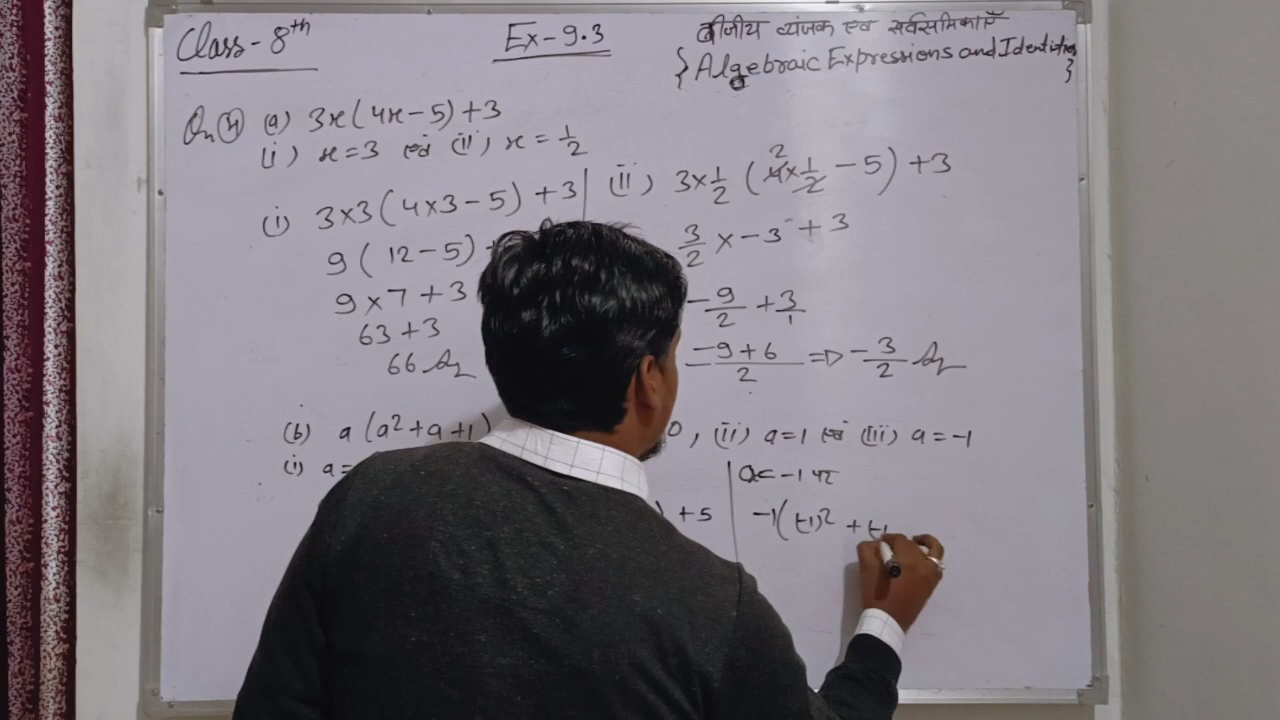 Class-8th
Ex-9.3
बीजीय व्यंजक एवं सर्वसमिकाएँ
{Algebraic Expressions and Identities}
Qn 4 (a) 3x(4x-5)+3
(i) x=3 एवं (ii) x = 1/2
(i) 3×3(4×3-5)+3
9(12-5)
9×7+3
63+3
66 Ans
(ii) 3×1/2 (4×1/2 -5)+3
2
3/2 ×-3+3
-9/2 + 3/1
-9+6/2 => -3/2 Ans
(b) a(a²+a+1) 0, (ii) a=1 एवं (iii) a=-1
(i) a=
) +5
a=-1 पर
-1((-1)² +(-1